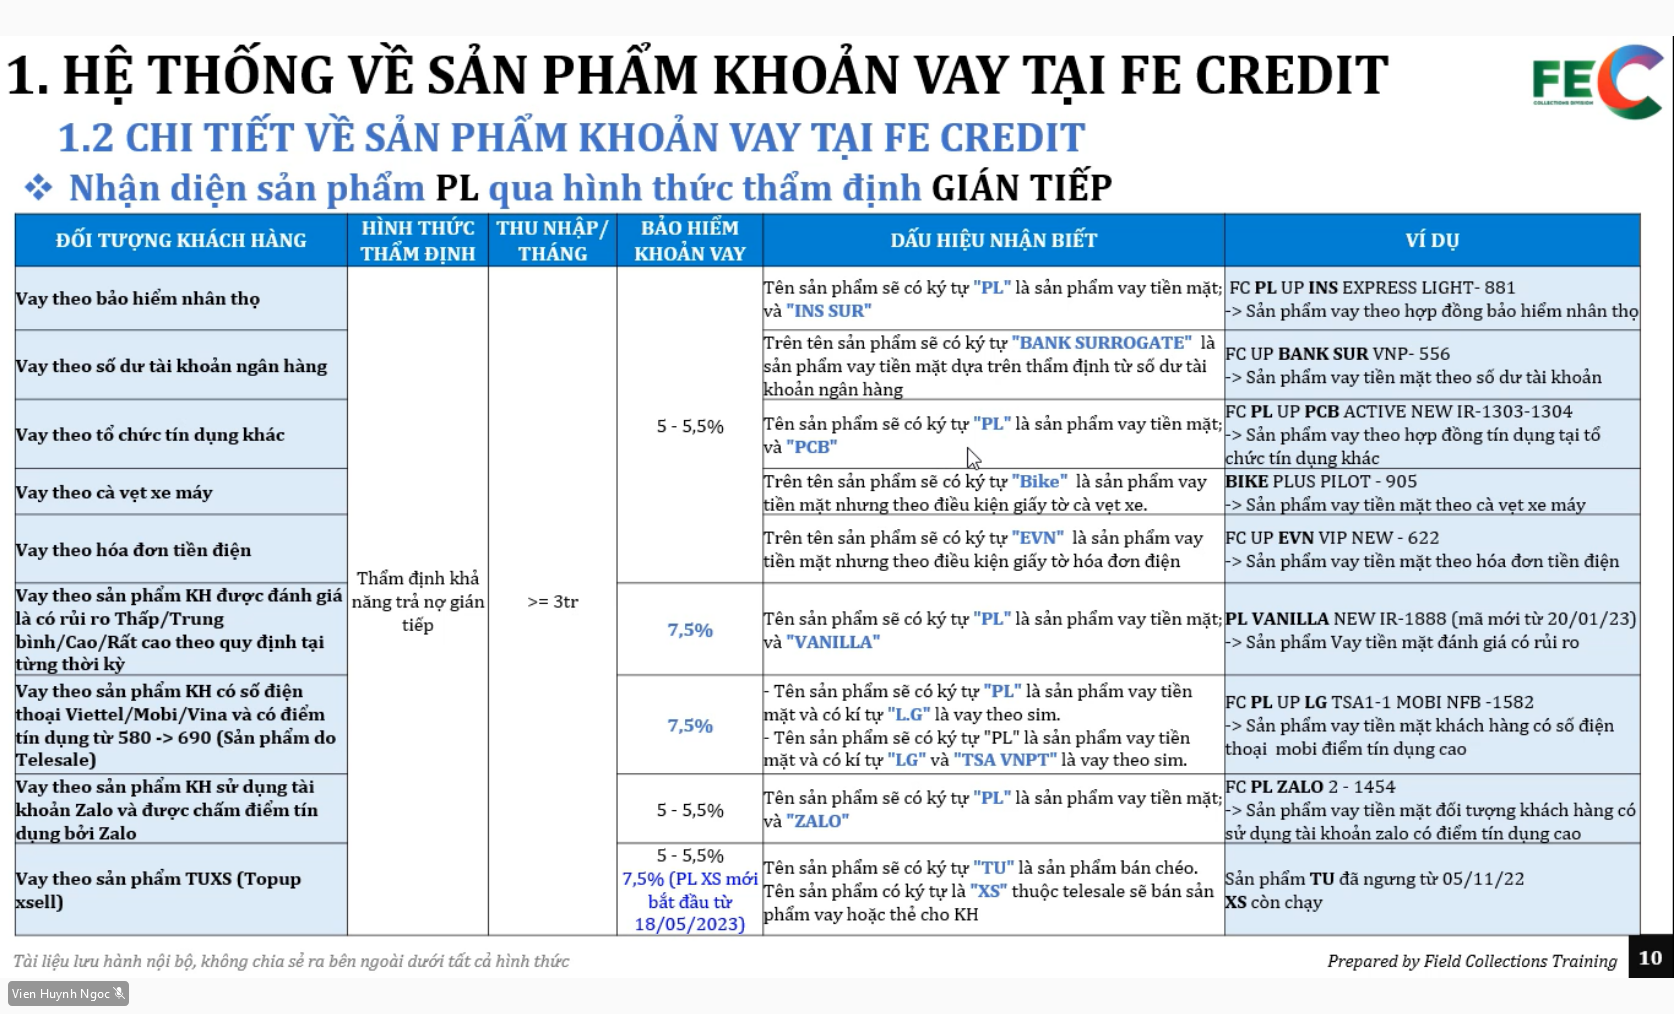 1. HỆ THỐNG VỀ SẢN PHẨM KHOẢN VAY TẠI FE CREDIT
FEC
COLLECTIONS DIVISION
1.2 CHI TIẾT VỀ SẢN PHẨM KHOẢN VAY TẠI FE CREDIT
❖ Nhận diện sản phẩm PL qua hình thức thẩm định GIÁN TIẾP
ĐỐI TƯỢNG KHÁCH HÀNG
HÌNH THỨC
THẨM ĐỊNH
THU NHẬP/
THÁNG
BẢO HIỂM
KHOẢN VAY
DẤU HIỆU NHẬN BIẾT
VÍ DỤ
Vay theo bảo hiểm nhân thọ
Thẩm định khả
năng trả nợ gián
tiếp
>= 3tr
5 - 5,5%
Tên sản phẩm sẽ có ký tự "PL" là sản phẩm vay tiền mặt;
và "INS SUR"
FC PL UP INS EXPRESS LIGHT- 881
-> Sản phẩm vay theo hợp đồng bảo hiểm nhân thọ
Vay theo số dư tài khoản ngân hàng
Trên tên sản phẩm sẽ có ký tự "BANK SURROGATE" là
sản phẩm vay tiền mặt dựa trên thẩm định từ số dư tài
khoản ngân hàng
FC UP BANK SUR VNP- 556
-> Sản phẩm vay tiền mặt theo số dư tài khoản
Vay theo tổ chức tín dụng khác
Tên sản phẩm sẽ có ký tự "PL" là sản phẩm vay tiền mặt;
và "PCB"
FC PL UP PCB ACTIVE NEW IR-1303-1304
-> Sản phẩm vay theo hợp đồng tín dụng tại tổ
chức tín dụng khác
Vay theo cà vẹt xe máy
Trên tên sản phẩm sẽ có ký tự "Bike" là sản phẩm vay
tiền mặt nhưng theo điều kiện giấy tờ cà vẹt xe.
BIKE PLUS PILOT - 905
-> Sản phẩm vay tiền mặt theo cà vẹt xe máy
Vay theo hóa đơn tiền điện
Trên tên sản phẩm sẽ có ký tự "EVN" là sản phẩm vay
tiền mặt nhưng theo điều kiện giấy tờ hóa đơn điện
FC UP EVN VIP NEW - 622
-> Sản phẩm vay tiền mặt theo hóa đơn tiền điện
Vay theo sản phẩm KH được đánh giá
là có rủi ro Thấp/Trung
bình/Cao/Rất cao theo quy định tại
từng thời kỳ
7,5%
Tên sản phẩm sẽ có ký tự "PL" là sản phẩm vay tiền mặt;
và "VANILLA"
PL VANILLA NEW IR-1888 (mã mới từ 20/01/23)
-> Sản phẩm Vay tiền mặt đánh giá có rủi ro
Vay theo sản phẩm KH có số điện
thoại Viettel/Mobi/Vina và có điểm
tín dụng từ 580 -> 690 (Sản phẩm do
Telesale)
7,5%
- Tên sản phẩm sẽ có ký tự "PL" là sản phẩm vay tiền
mặt và có kí tự "L.G" là vay theo sim.
- Tên sản phẩm sẽ có ký tự "PL" là sản phẩm vay tiền
mặt và có kí tự "LG" và "TSA VNPT" là vay theo sim.
FC PL UP LG TSA1-1 MOBI NFB -1582
-> Sản phẩm vay tiền mặt khách hàng có số điện
thoại mobi điểm tín dụng cao
Vay theo sản phẩm KH sử dụng tài
khoản Zalo và được chấm điểm tín
dụng bởi Zalo
5 - 5,5%
Tên sản phẩm sẽ có ký tự "PL" là sản phẩm vay tiền mặt;
và "ZALO"
FC PL ZALO 2 - 1454
-> Sản phẩm vay tiền mặt đối tượng khách hàng có
sử dụng tài khoản zalo có điểm tín dụng cao
Vay theo sản phẩm TUXS (Topup
xsell)
5 - 5,5%
7,5% (PL XS mới
bắt đầu từ
18/05/2023)
Tên sản phẩm sẽ có ký tự "TU" là sản phẩm bán chéo.
Tên sản phẩm có ký tự là "XS" thuộc telesale sẽ bán sản
phẩm vay hoặc thẻ cho KH
Sản phẩm TU đã ngưng từ 05/11/22
XS còn chạy
Tài liệu lưu hành nội bộ, không chia sẻ ra bên ngoài dưới tất cả hình thức
Prepared by Field Collections Training
10
Vien Huynh Ngoc